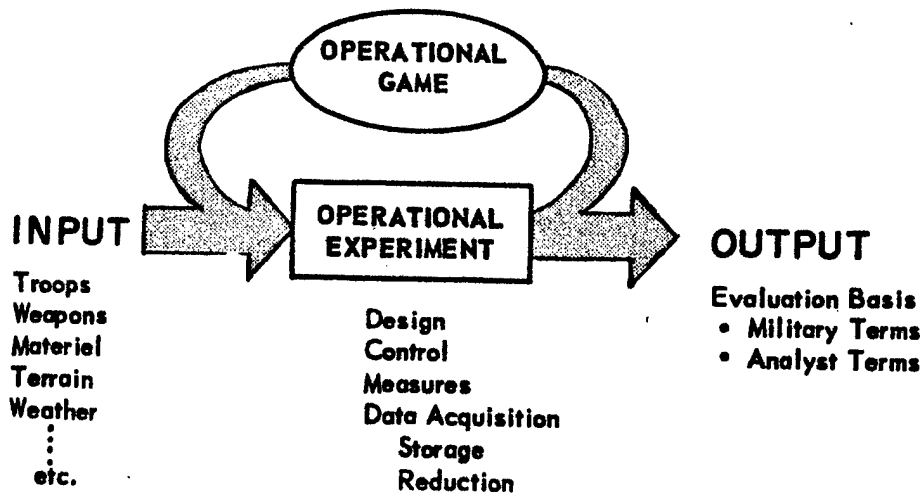 OPERATIONAL
GAME
INPUT
Troops
Weapons
Materiel
Terrain
Weather
etc.
OPERATIONAL
EXPERIMENT
Design
Control
Measures
Data Acquisition
Storage
Reduction
OUTPUT
Evaluation Basis
• Military Terms
• Analyst Terms